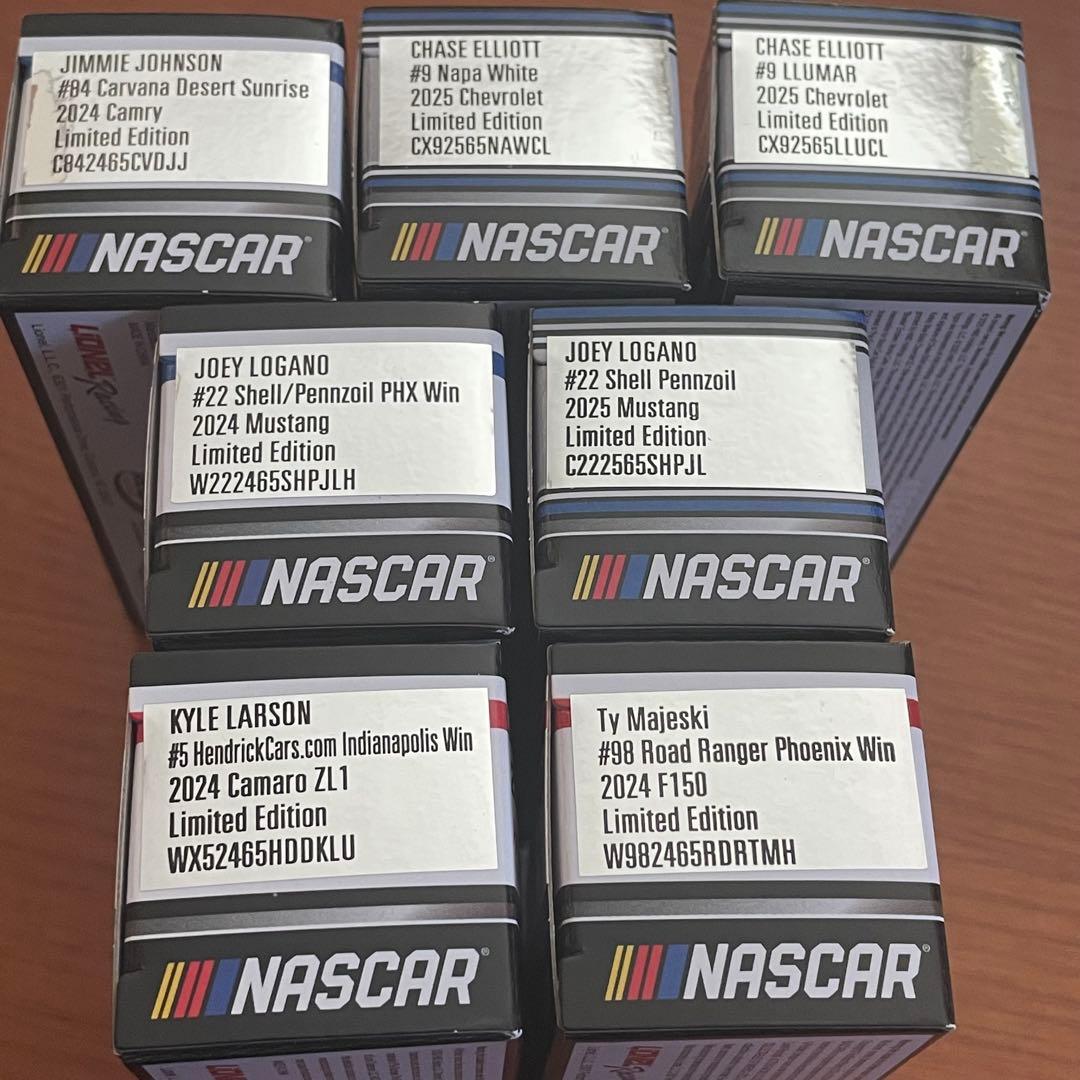 JIMMIE JOHNSON
#84 Carvana Desert Sunrise
2024 Camry
Limited Edition
C842465CVDJJ
NASCAR
CHASE ELLIOTT
#9 Napa White
2025 Chevrolet
Limited Edition
CX92565NAWCL
NASCAR
CHASE ELLIOTT
#9 LLUMAR
2025 Chevrolet
Limited Edition
CX92565LLUCL
NASCAR
LIONEL Racing
JOEY LOGANO
#22 Shell/Pennzoil PHX Win
2024 Mustang
Limited Edition
W222465SHPJLH
NASCAR
JOEY LOGANO
#22 Shell Pennzoil
2025 Mustang
Limited Edition
C222565SHPJL
NASCAR
KYLE LARSON
#5 HendrickCars.com Indianapolis Win
2024 Camaro ZL1
Limited Edition
WX52465HDDKLU
NASCAR
Ty Majeski
#98 Road Ranger Phoenix Win
2024 F150
Limited Edition
W982465RDRTMH
NASCAR